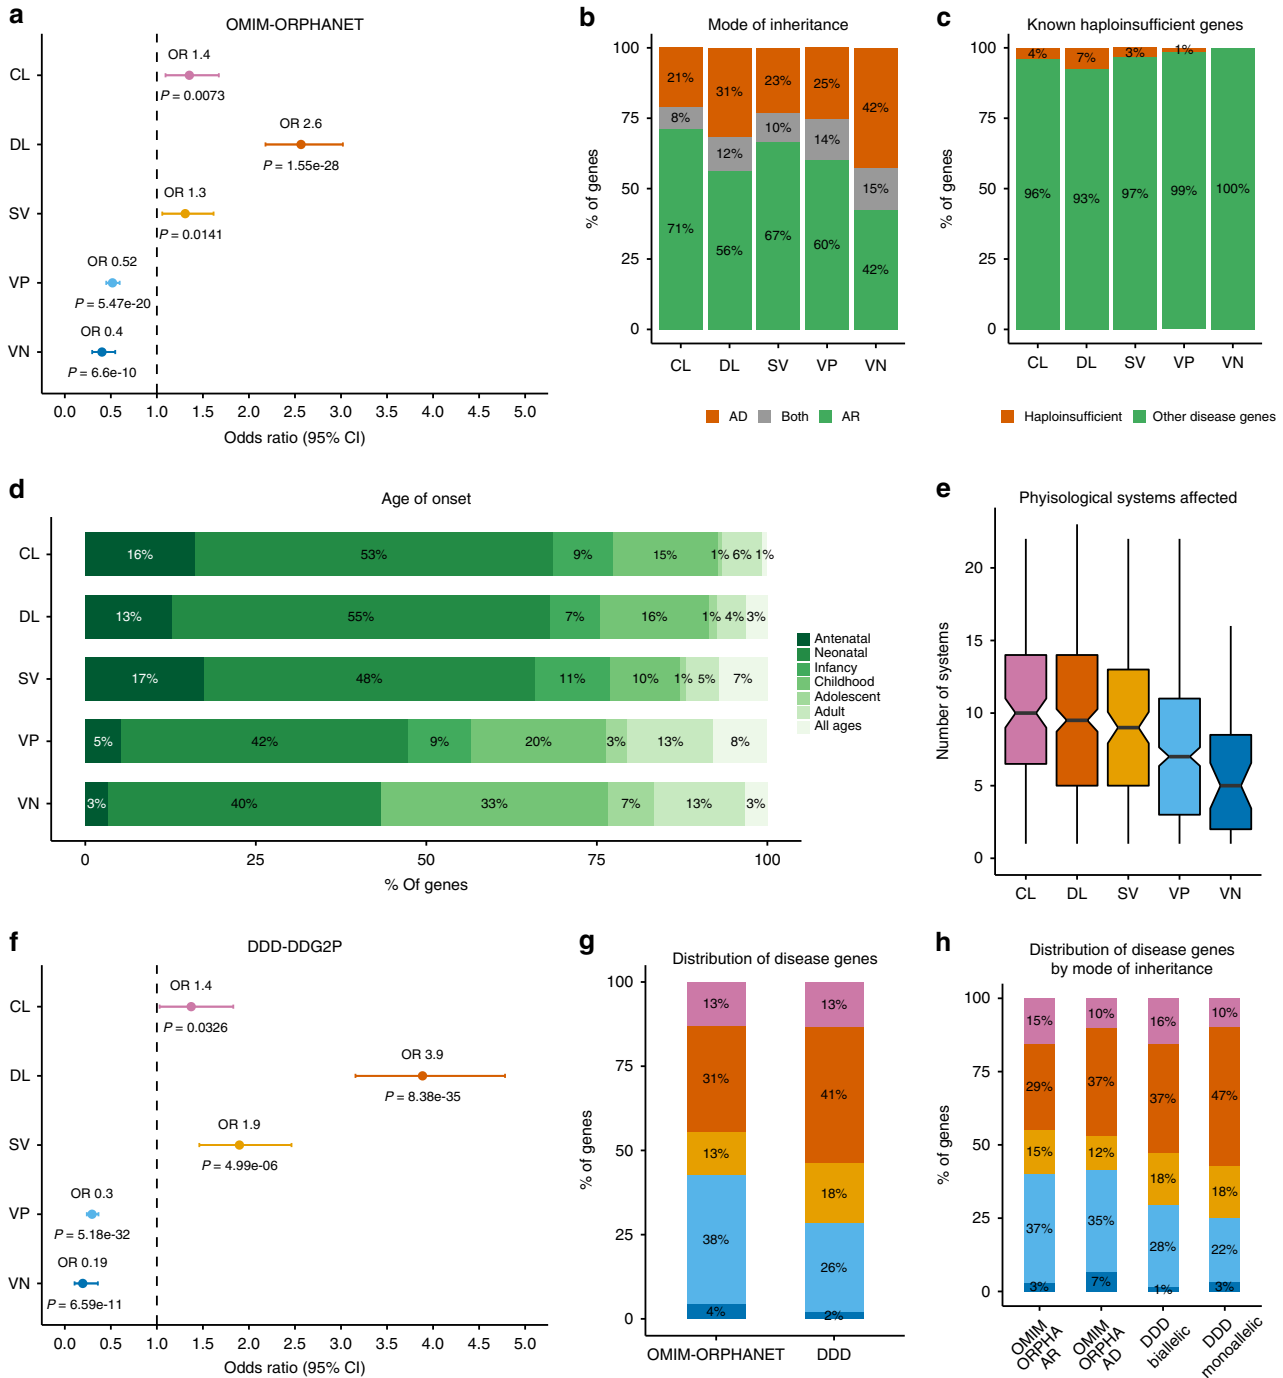 a
OMIM-ORPHANET
CL
DL
SV
VP
VN
OR 1.4
P = 0.0073
OR 2.6
P = 1.55e-28
OR 1.3
P = 0.0141
OR 0.52
P = 5.47e-20
OR 0.4
P = 6.6e-10
0.0 0.5 1.0 1.5 2.0 2.5 3.0 3.5 4.0 4.5 5.0
Odds ratio (95% CI)
b
Mode of inheritance
% of genes
100
75
50
25
0
21% 31% 23% 25% 42%
8% 12% 10% 14% 15%
71% 56% 67% 60% 42%
CL DL SV VP VN
AD Both AR
c
Known haploinsufficient genes
% of genes
100
75
50
25
0
4% 7% 3% 1%
96% 93% 97% 99% 100%
CL DL SV VP VN
Haploinsufficient Other disease genes
d
Age of onset
CL 16% 53% 9% 15% 1% 6% 1%
DL 13% 55% 7% 16% 1% 4% 3%
SV 17% 48% 11% 10% 1% 5% 7%
VP 5% 42% 9% 20% 3% 13% 8%
VN 3% 40% 33% 7% 13% 3%
0 25 50 75 100
% Of genes
Antenatal
Neonatal
Infancy
Childhood
Adolescent
Adult
All ages
e
Phyisological systems affected
Number of systems
20
15
10
5
0
CL DL SV VP VN
f
DDD-DDG2P
CL
DL
SV
VP
VN
OR 1.4
P = 0.0326
OR 3.9
P = 8.38e-35
OR 1.9
P = 4.99e-06
OR 0.3
P = 5.18e-32
OR 0.19
P = 6.59e-11
0.0 0.5 1.0 1.5 2.0 2.5 3.0 3.5 4.0 4.5 5.0
Odds ratio (95% CI)
g
Distribution of disease genes
% of genes
100
75
50
25
0
13% 13%
31% 41%
13% 18%
38% 26%
4% 2%
OMIM-ORPHANET DDD
h
Distribution of disease genes
by mode of inheritance
% of genes
100
75
50
25
0
15% 10% 16% 10%
29% 37% 37% 47%
15% 12% 18% 18%
37% 35% 28% 22%
3% 7% 1% 3%
OMIM
ORPHA
AR
OMIM
ORPHA
AD
DDD
biallelic
DDD
monoallelic